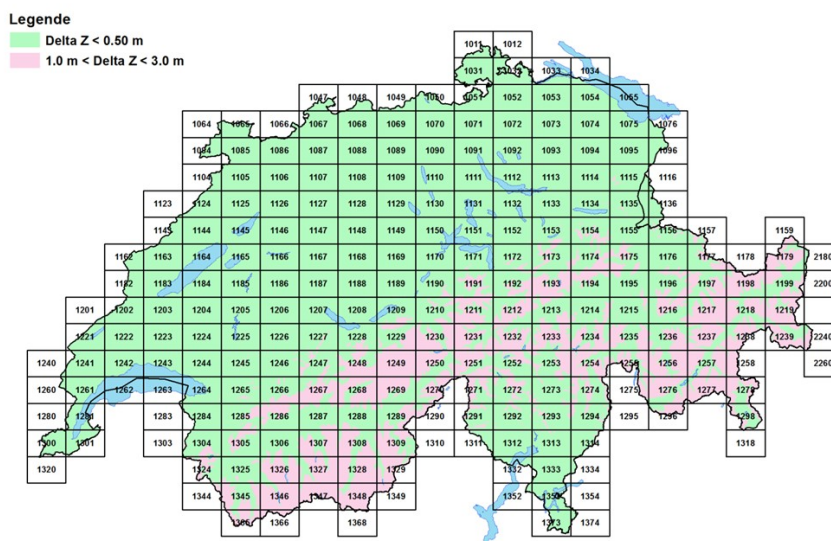 Legende
Delta Z < 0.50 m
1.0 m < Delta Z < 3.0 m
1011 1012
1031 1032 1033 1034
1047 1048 1049 1050 1051 1052 1053 1054 1055
1064 1065 1066 1067 1068 1069 1070 1071 1072 1073 1074 1075 1076
1084 1085 1086 1087 1088 1089 1090 1091 1092 1093 1094 1095 1096
1104 1105 1106 1107 1108 1109 1110 1111 1112 1113 1114 1115 1116
1123 1124 1125 1126 1127 1128 1129 1130 1131 1132 1133 1134 1135 1136
1143 1144 1145 1146 1147 1148 1149 1150 1151 1152 1153 1154 1155 1156 1157 1159
1162 1163 1164 1165 1166 1167 1168 1169 1170 1171 1172 1173 1174 1175 1176 1177 1178 1179 2180
1182 1183 1184 1185 1186 1187 1188 1189 1190 1191 1192 1193 1194 1195 1196 1197 1198 1199 2200
1201 1202 1203 1204 1205 1206 1207 1208 1209 1210 1211 1212 1213 1214 1215 1216 1217 1218 1219
1221 1222 1223 1224 1225 1226 1227 1228 1229 1230 1231 1232 1233 1234 1235 1236 1237 1238 1239 2240
1240 1241 1242 1243 1244 1245 1246 1247 1248 1249 1250 1251 1252 1253 1254 1255 1256 1257 1258 2260
1260 1261 1262 1263 1264 1265 1266 1267 1268 1269 1270 1271 1272 1273 1274 1275 1276 1277 1278
1280 1281 1283 1284 1285 1286 1287 1288 1289 1290 1291 1292 1293 1294 1295 1296 1298
1300 1301 1303 1304 1305 1306 1307 1308 1309 1310 1311 1312 1313 1314 1318
1320 1324 1325 1326 1327 1328 1329 1332 1333 1334
1344 1345 1346 1347 1348 1349 1352 1353 1354
1365 1366 1368 1373 1374